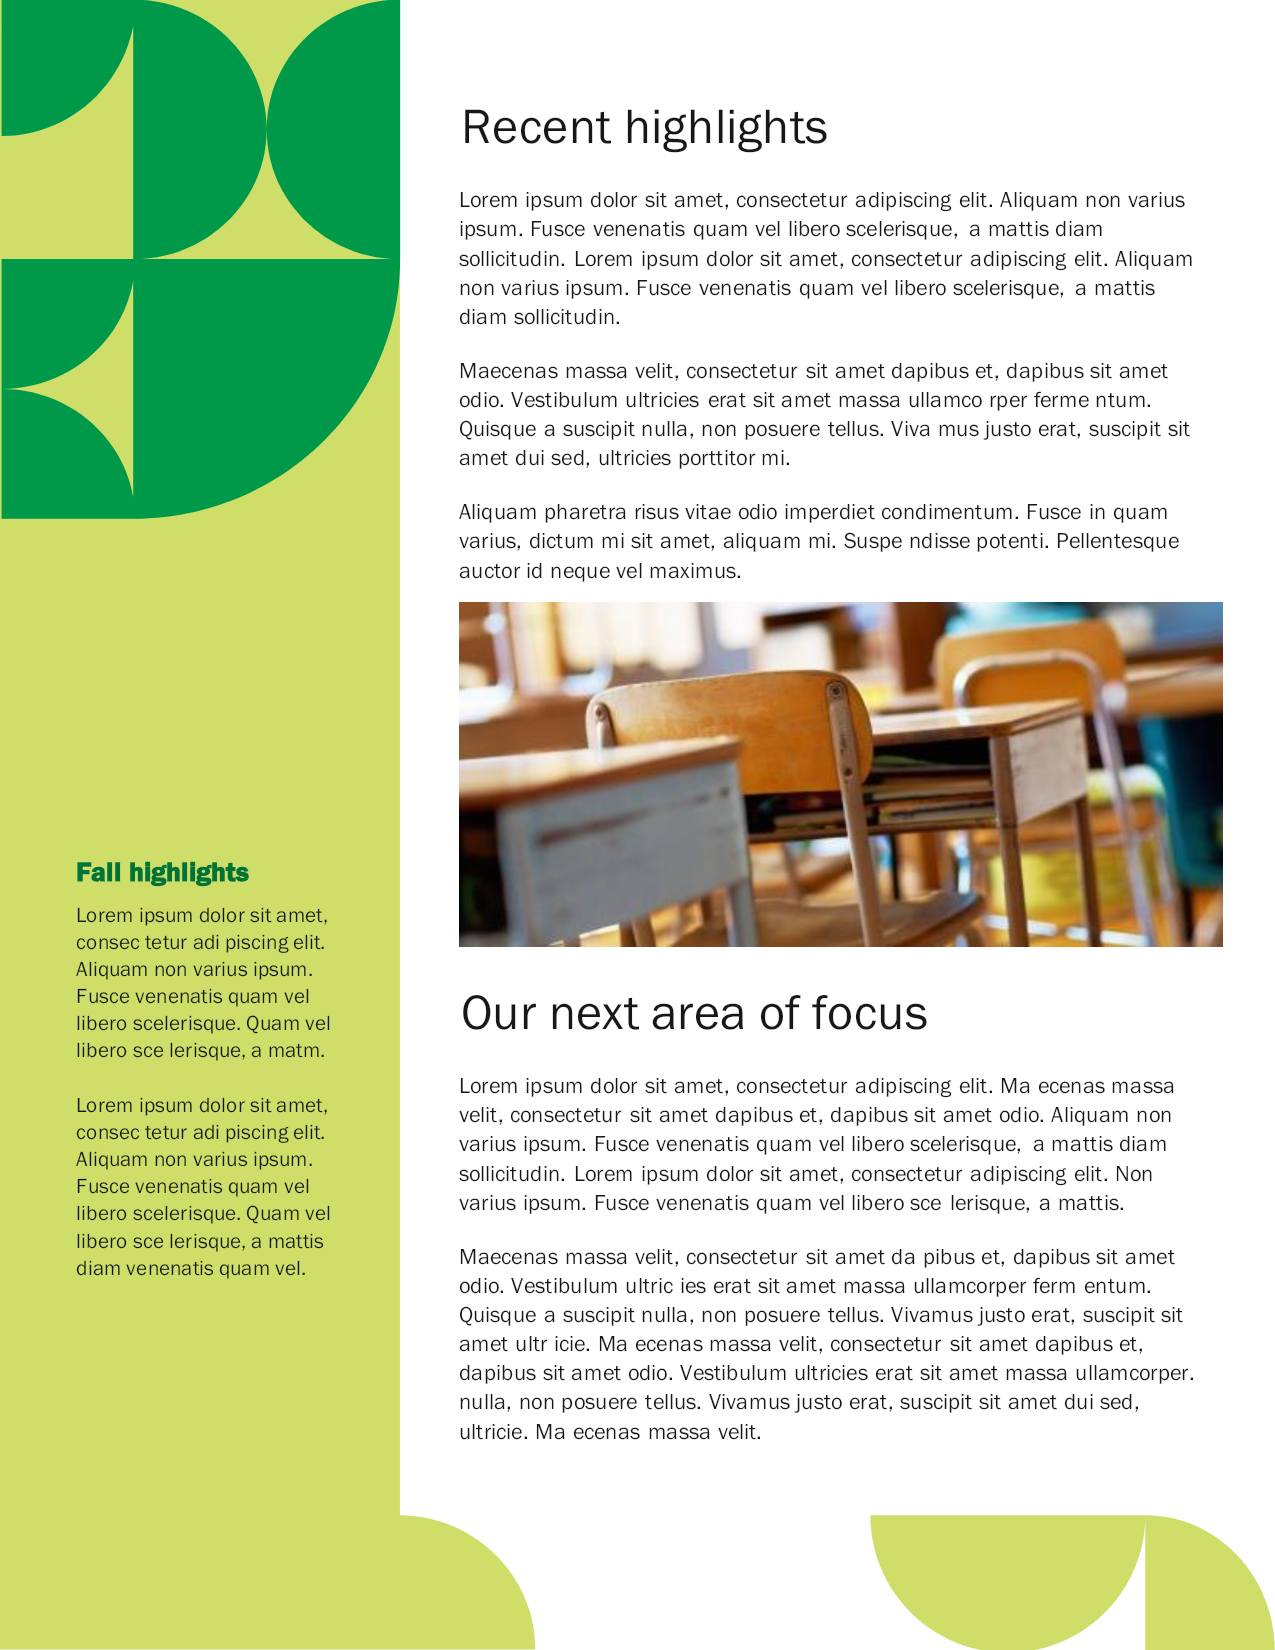 Recent highlights
Lorem ipsum dolor sit amet, consectetur adipiscing elit. Aliquam non varius
ipsum. Fusce venenatis quam vel libero scelerisque, a mattis diam
sollicitudin. Lorem ipsum dolor sit amet, consectetur adipiscing elit. Aliquam
non varius ipsum. Fusce venenatis quam vel libero scelerisque, a mattis
diam sollicitudin.
Maecenas massa velit, consectetur sit amet dapibus et, dapibus sit amet
odio. Vestibulum ultricies erat sit amet massa ullamco rper ferme ntum.
Quisque a suscipit nulla, non posuere tellus. Viva mus justo erat, suscipit sit
amet dui sed, ultricies porttitor mi.
Aliquam pharetra risus vitae odio imperdiet condimentum. Fusce in quam
varius, dictum mi sit amet, aliquam mi. Suspe ndisse potenti. Pellentesque
auctor id neque vel maximus.
Fall highlights
Lorem ipsum dolor sit amet,
consec tetur adi piscing elit.
Aliquam non varius ipsum.
Fusce venenatis quam vel
libero scelerisque. Quam vel
libero sce lerisque, a matm.
Lorem ipsum dolor sit amet,
consec tetur adi piscing elit.
Aliquam non varius ipsum.
Fusce venenatis quam vel
libero scelerisque. Quam vel
libero sce lerisque, a mattis
diam venenatis quam vel.
Our next area of focus
Lorem ipsum dolor sit amet, consectetur adipiscing elit. Ma ecenas massa
velit, consectetur sit amet dapibus et, dapibus sit amet odio. Aliquam non
varius ipsum. Fusce venenatis quam vel libero scelerisque, a mattis diam
sollicitudin. Lorem ipsum dolor sit amet, consectetur adipiscing elit. Non
varius ipsum. Fusce venenatis quam vel libero sce lerisque, a mattis.
Maecenas massa velit, consectetur sit amet da pibus et, dapibus sit amet
odio. Vestibulum ultric ies erat sit amet massa ullamcorper ferm entum.
Quisque a suscipit nulla, non posuere tellus. Vivamus justo erat, suscipit sit
amet ultr icie. Ma ecenas massa velit, consectetur sit amet dapibus et,
dapibus sit amet odio. Vestibulum ultricies erat sit amet massa ullamcorper.
nulla, non posuere tellus. Vivamus justo erat, suscipit sit amet dui sed,
ultricie. Ma ecenas massa velit.